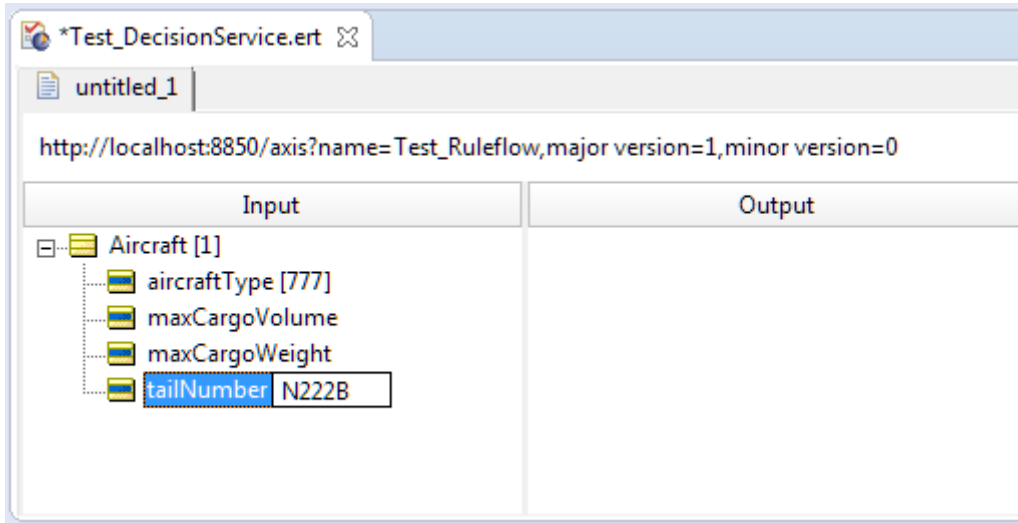 *Test_DecisionService.ert
untitled_1
http://localhost:8850/axis?name=Test_Ruleflow,major version=1,minor version=0
Input Output
Aircraft [1]
aircraftType [777]
maxCargoVolume
maxCargoWeight
tailNumber N222B